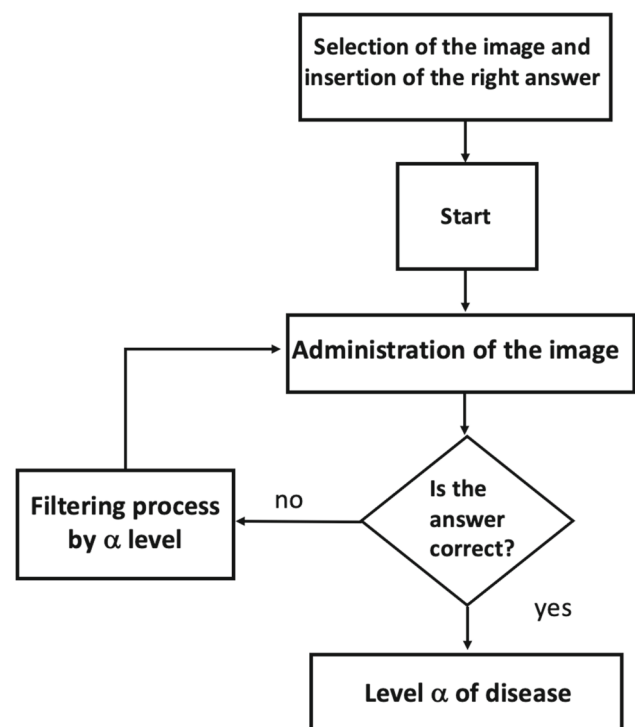 Selection of the image and
insertion of the right answer
Start
Administration of the image
Is the
answer
correct?
no
Filtering process
by α level
yes
Level α of disease